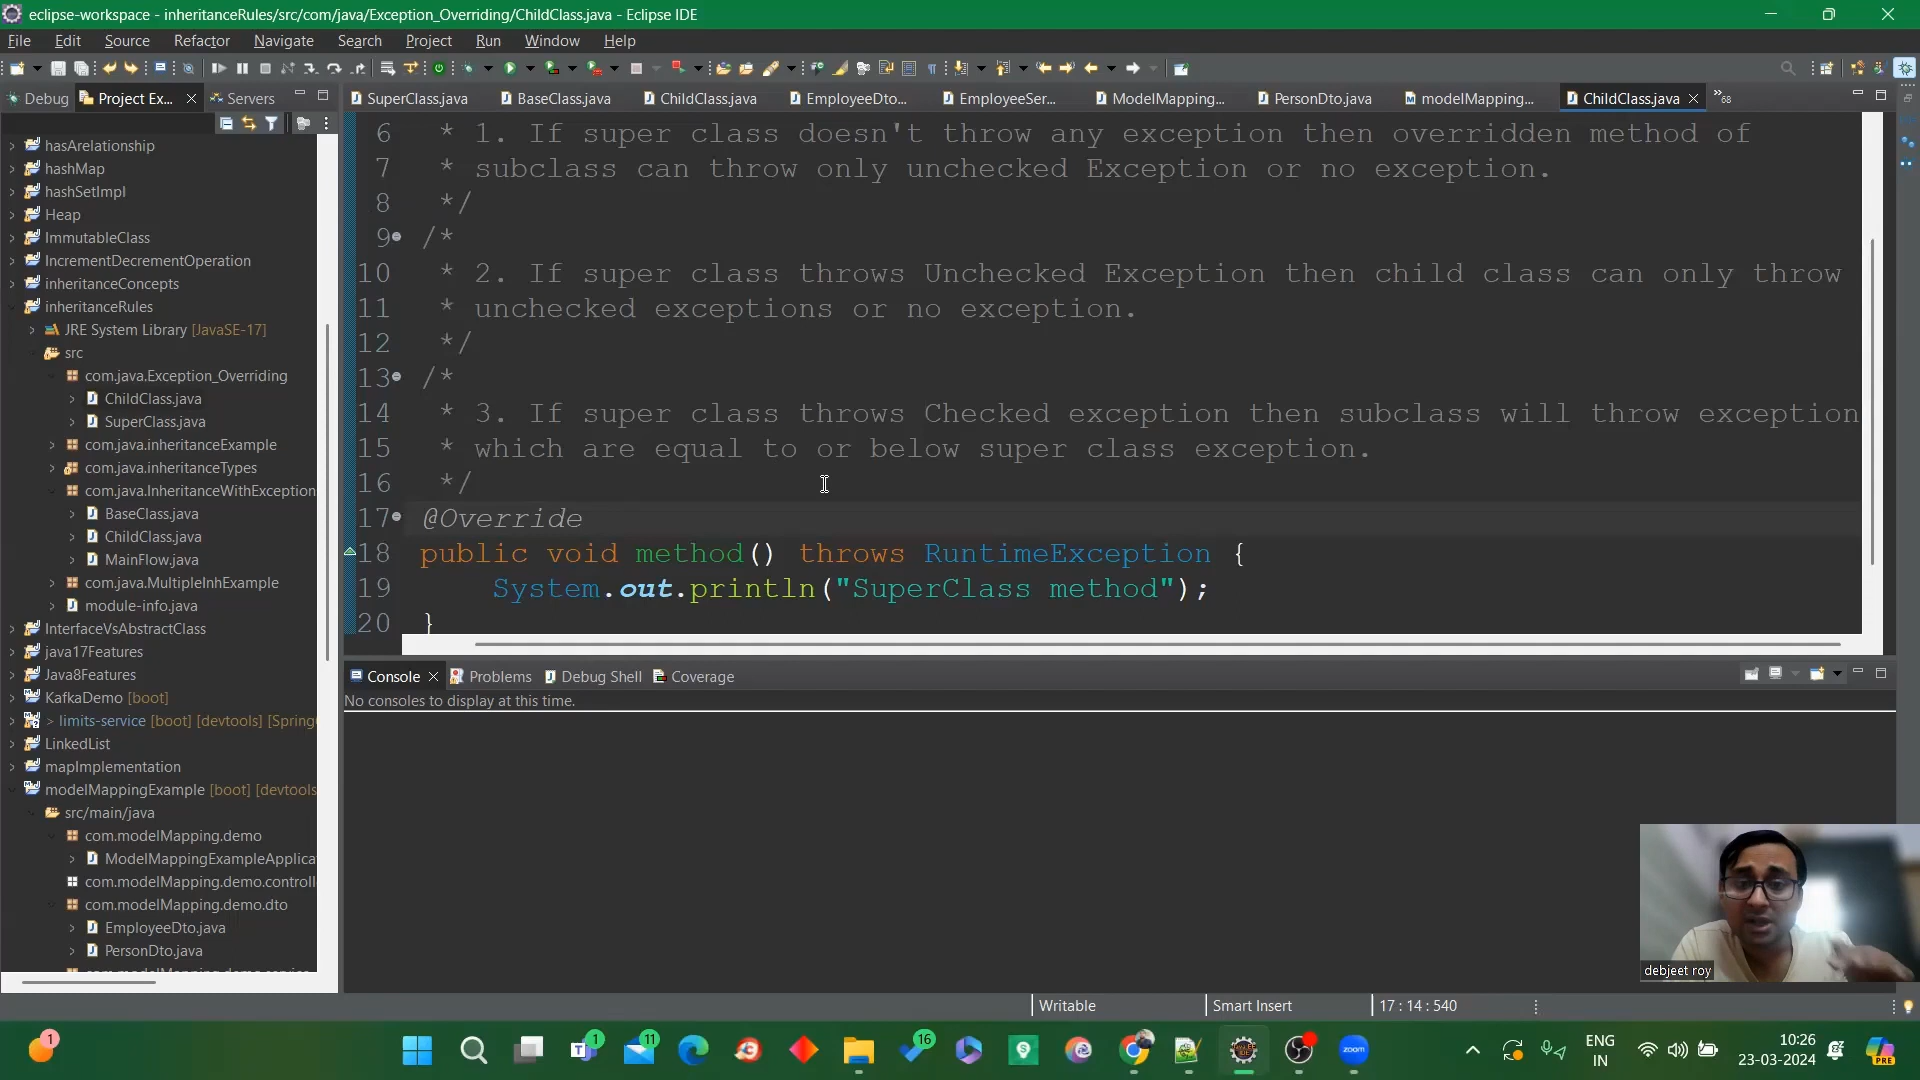 eclipse-workspace - inheritanceRules/src/com/java/Exception_Overriding/ChildClass.java - Eclipse IDE
File Edit Source Refactor Navigate Search Project Run Window Help
Debug Project Ex... Servers
SuperClass.java BaseClass.java ChildClass.java EmployeeDto... EmployeeSer... ModelMapping... PersonDto.java modelMapping... ChildClass.java 68
hasArelationship
hashMap
hashSetImpl
Heap
ImmutableClass
IncrementDecrementOperation
inheritanceConcepts
inheritanceRules
JRE System Library [JavaSE-17]
src
com.java.Exception_Overriding
ChildClass.java
SuperClass.java
com.java.inheritanceExample
com.java.inheritanceTypes
com.java.InheritanceWithException
BaseClass.java
ChildClass.java
MainFlow.java
com.java.MultipleInhExample
module-info.java
InterfaceVsAbstractClass
java17Features
Java8Features
KafkaDemo [boot]
> limits-service [boot] [devtools] [Spring
LinkedList
mapImplementation
modelMappingExample [boot] [devtools
src/main/java
com.modelMapping.demo
ModelMappingExampleApplica
com.modelMapping.demo.controll
com.modelMapping.demo.dto
EmployeeDto.java
PersonDto.java
6 * 1. If super class doesn't throw any exception then overridden method of
7 * subclass can throw only unchecked Exception or no exception.
8 */
9 /*
10 * 2. If super class throws Unchecked Exception then child class can only throw
11 * unchecked exceptions or no exception.
12 */
13 /*
14 * 3. If super class throws Checked exception then subclass will throw exception
15 * which are equal to or below super class exception.
16 */
17 @Override
18 public void method() throws RuntimeException {
19 System.out.println("SuperClass method");
20 }
Console Problems Debug Shell Coverage
No consoles to display at this time.
debjeet roy
Writable Smart Insert 17 : 14 : 540
1
1
11
16
zoom
PRE
ENG
IN
10:26
23-03-2024